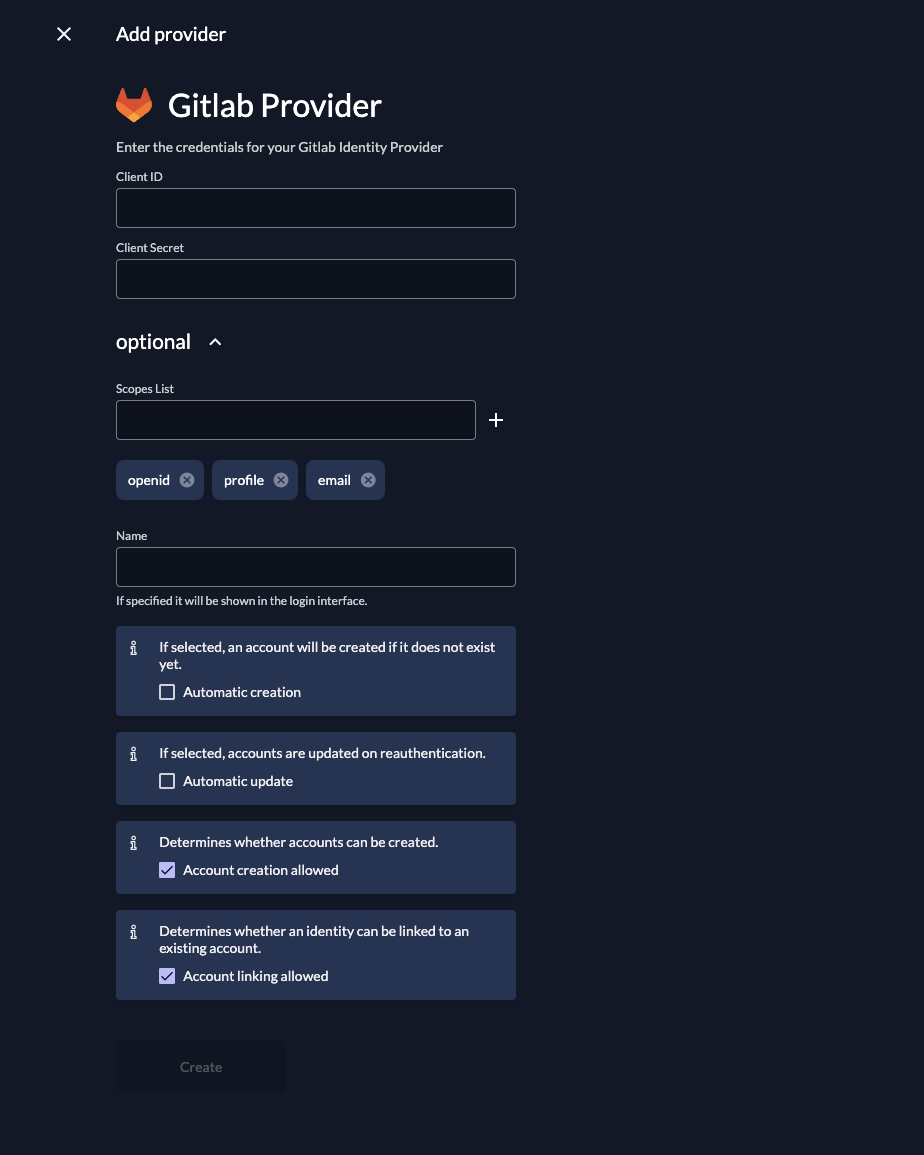 Add provider
Gitlab Provider
Enter the credentials for your Gitlab Identity Provider
Client ID
Client Secret
optional
Scopes List
openid
profile
email
Name
If specified it will be shown in the login interface.
If selected, an account will be created if it does not exist
yet.
Automatic creation
If selected, accounts are updated on reauthentication.
Automatic update
Determines whether accounts can be created.
Account creation allowed
Determines whether an identity can be linked to an
existing account.
Account linking allowed
Create